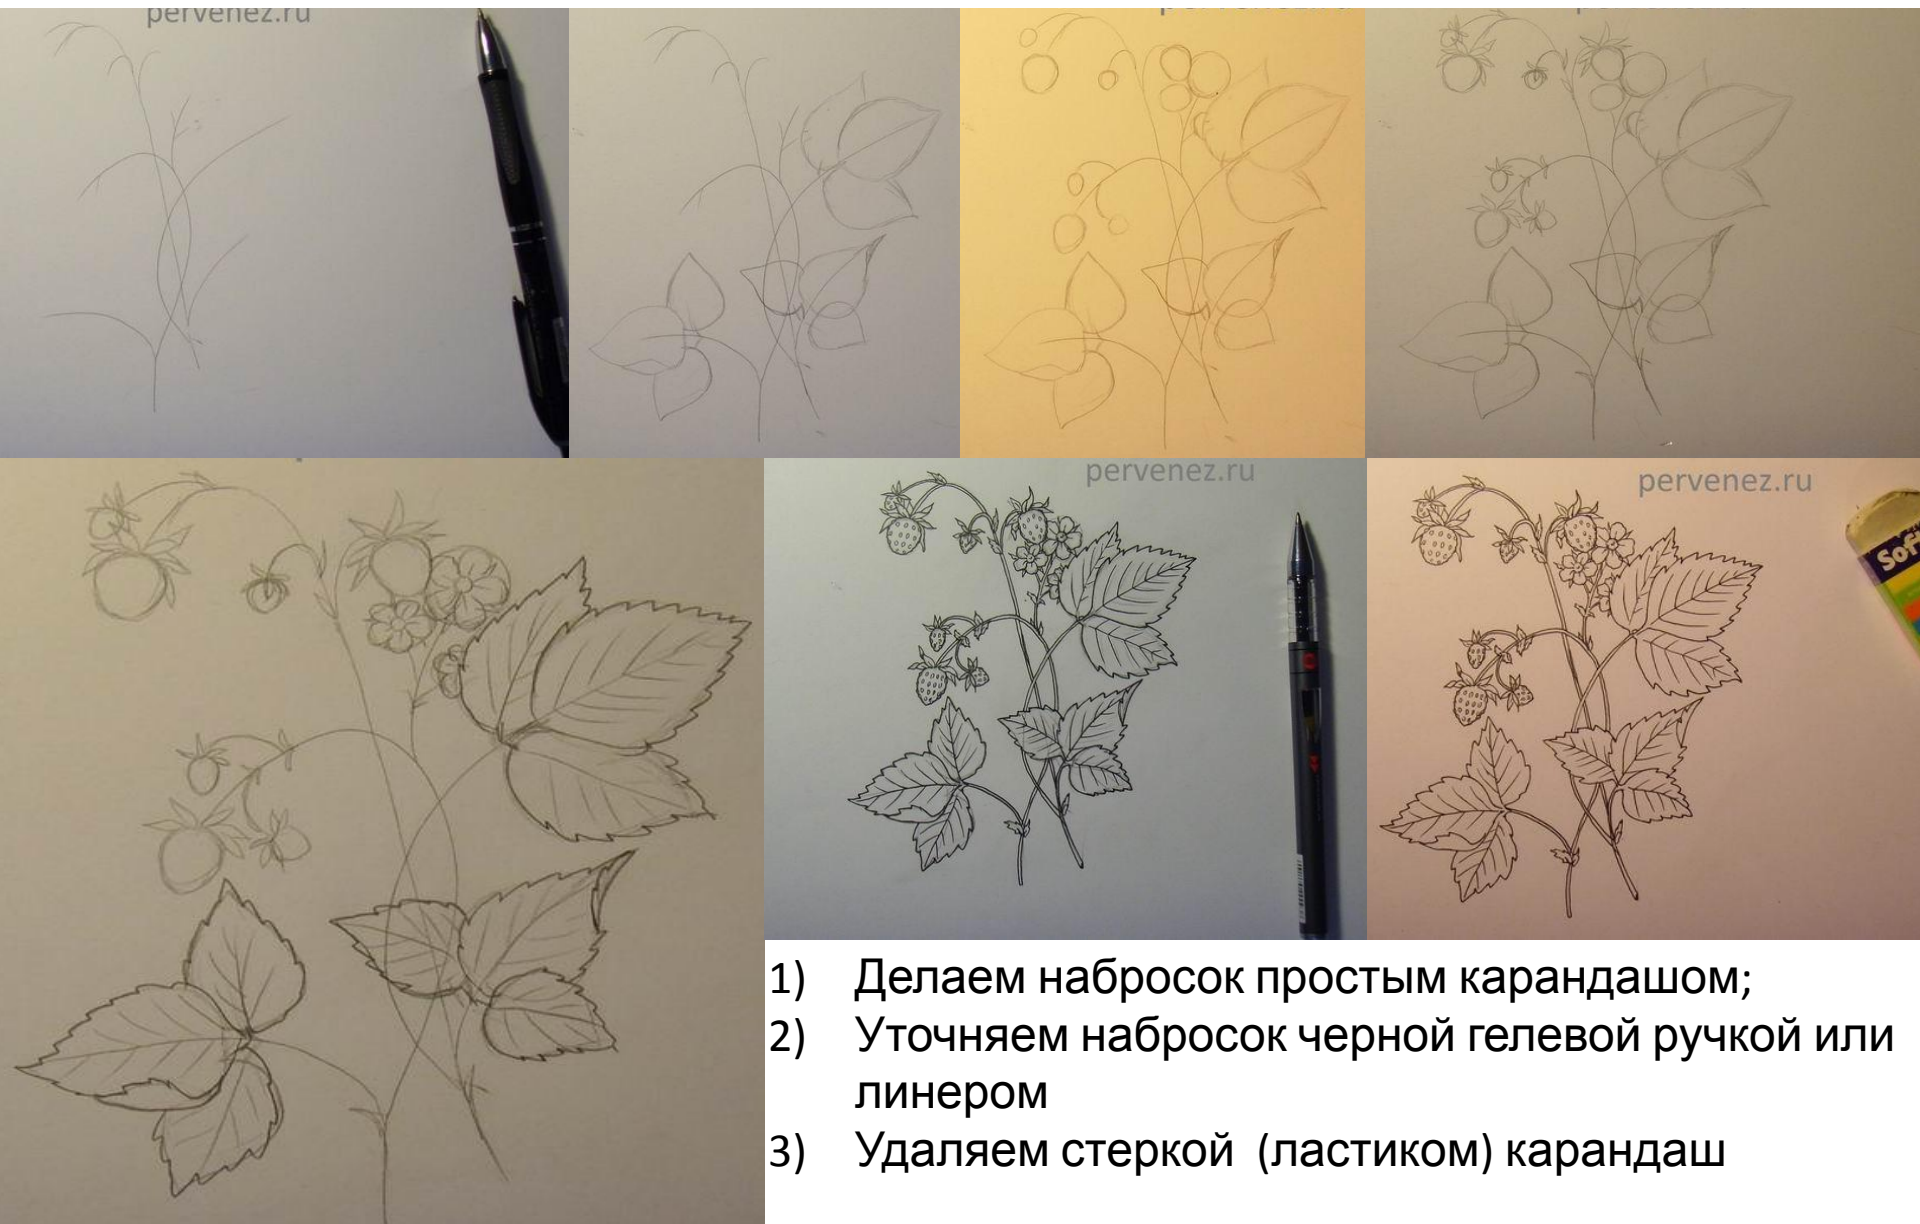 pervenez.ru
pervenez.ru
pervenez.ru
Soft
1) Делаем набросок простым карандашом;
2) Уточняем набросок черной гелевой ручкой или
линером
3) Удаляем стеркой (ластиком) карандаш